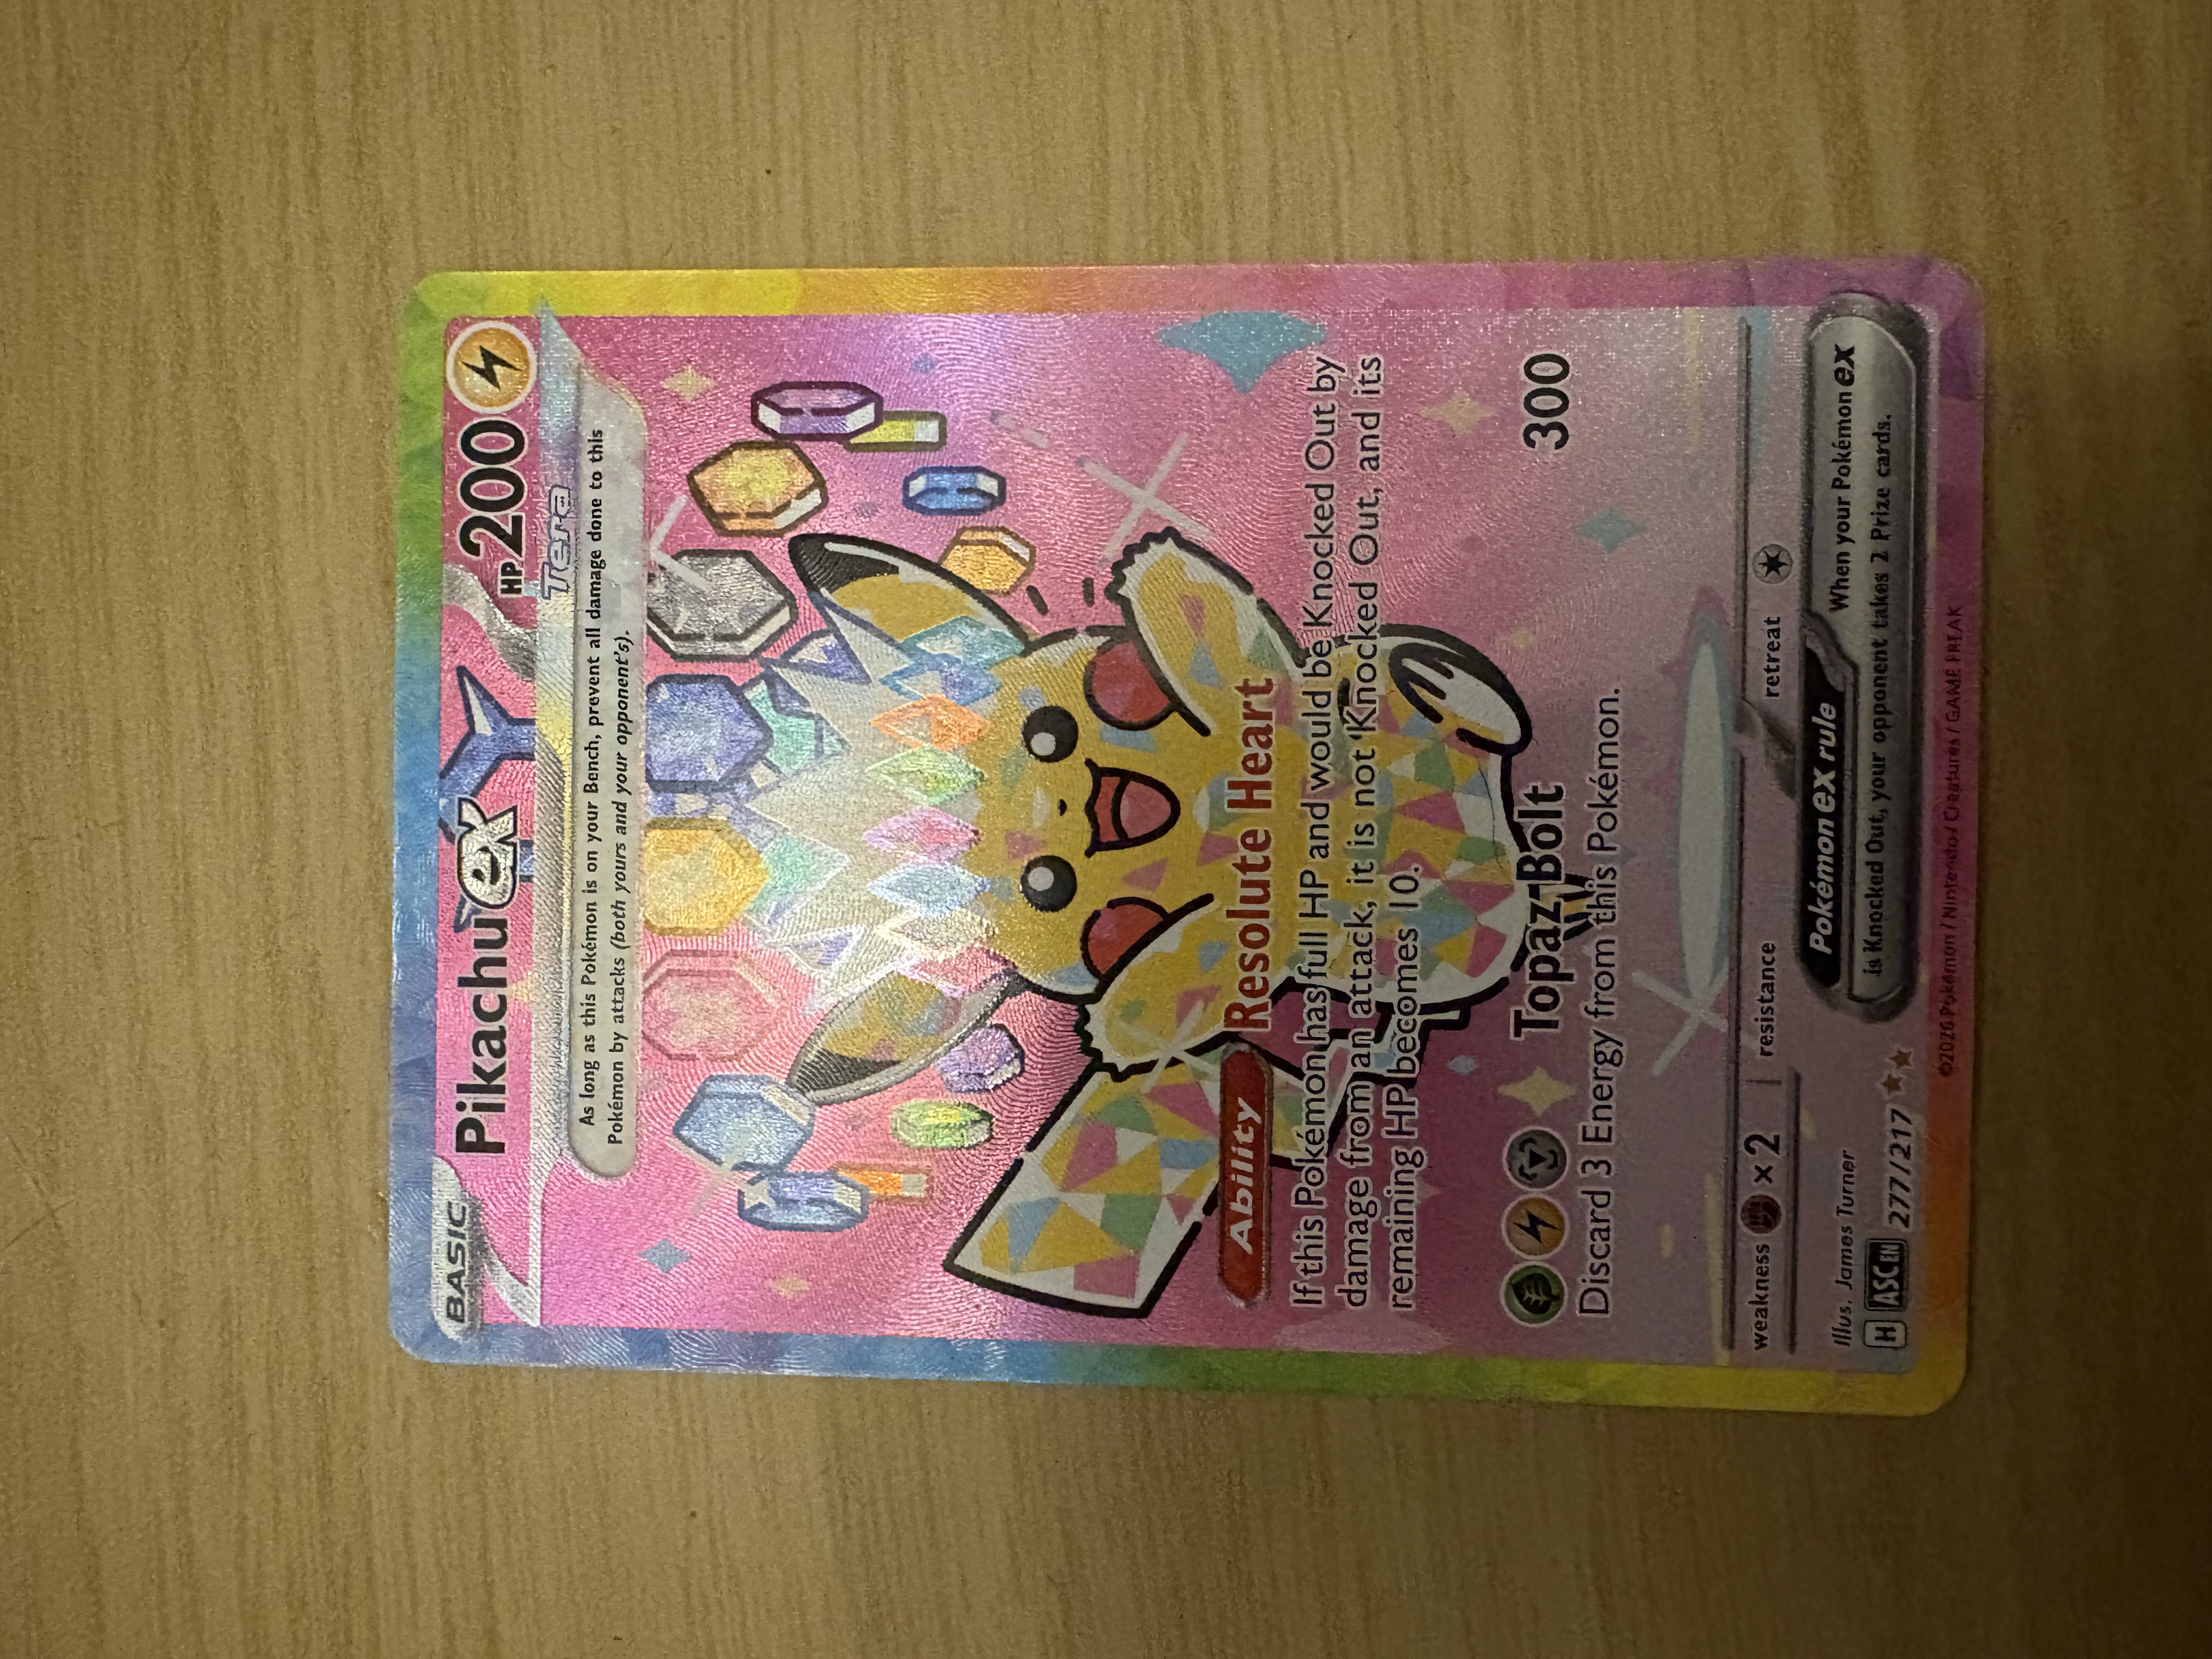 BASIC Pikachu ex HP 200
Tera
As long as this Pokémon is on your Bench, prevent all damage done to this
Pokémon by attacks (both yours and your opponent's).
Ability Resolute Heart
If this Pokémon has full HP and would be Knocked Out by
damage from an attack, it is not Knocked Out, and its
remaining HP becomes 10.
Topaz Bolt 300
Discard 3 Energy from this Pokémon.
weakness ×2 resistance retreat
Pokémon ex rule When your Pokémon ex
is Knocked Out, your opponent takes 2 Prize cards.
Illus. James Turner
H ASC EN 277/217
©2026 Pokémon / Nintendo / Creatures / GAME FREAK